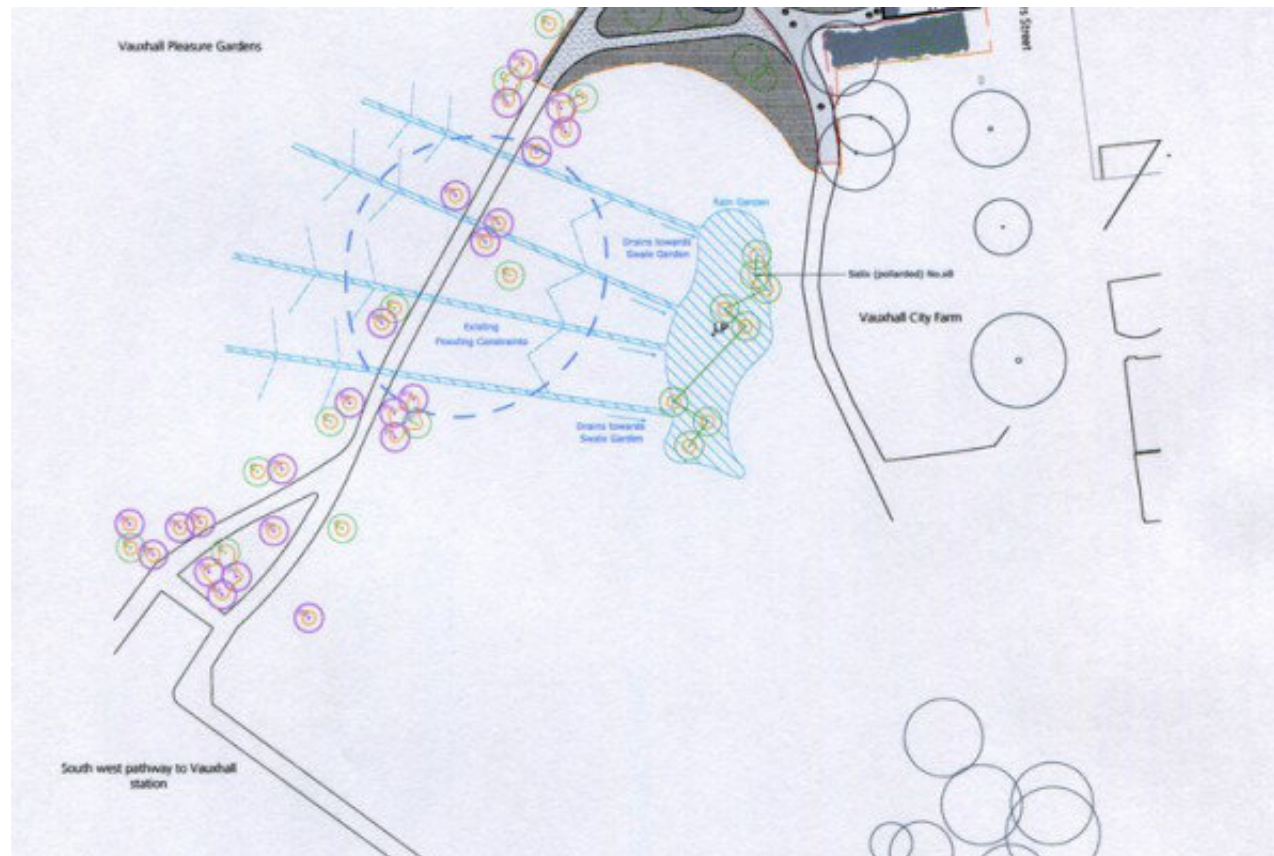 Vauxhall Pleasure Gardens
rs Street
Rain Garden
Drains towards
Swale Garden
Salix (pollarded) No.x8
Vauxhall City Farm
LP
Existing
Flooding Constraints
Drains towards
Swale Garden
South west pathway to Vauxhall
station